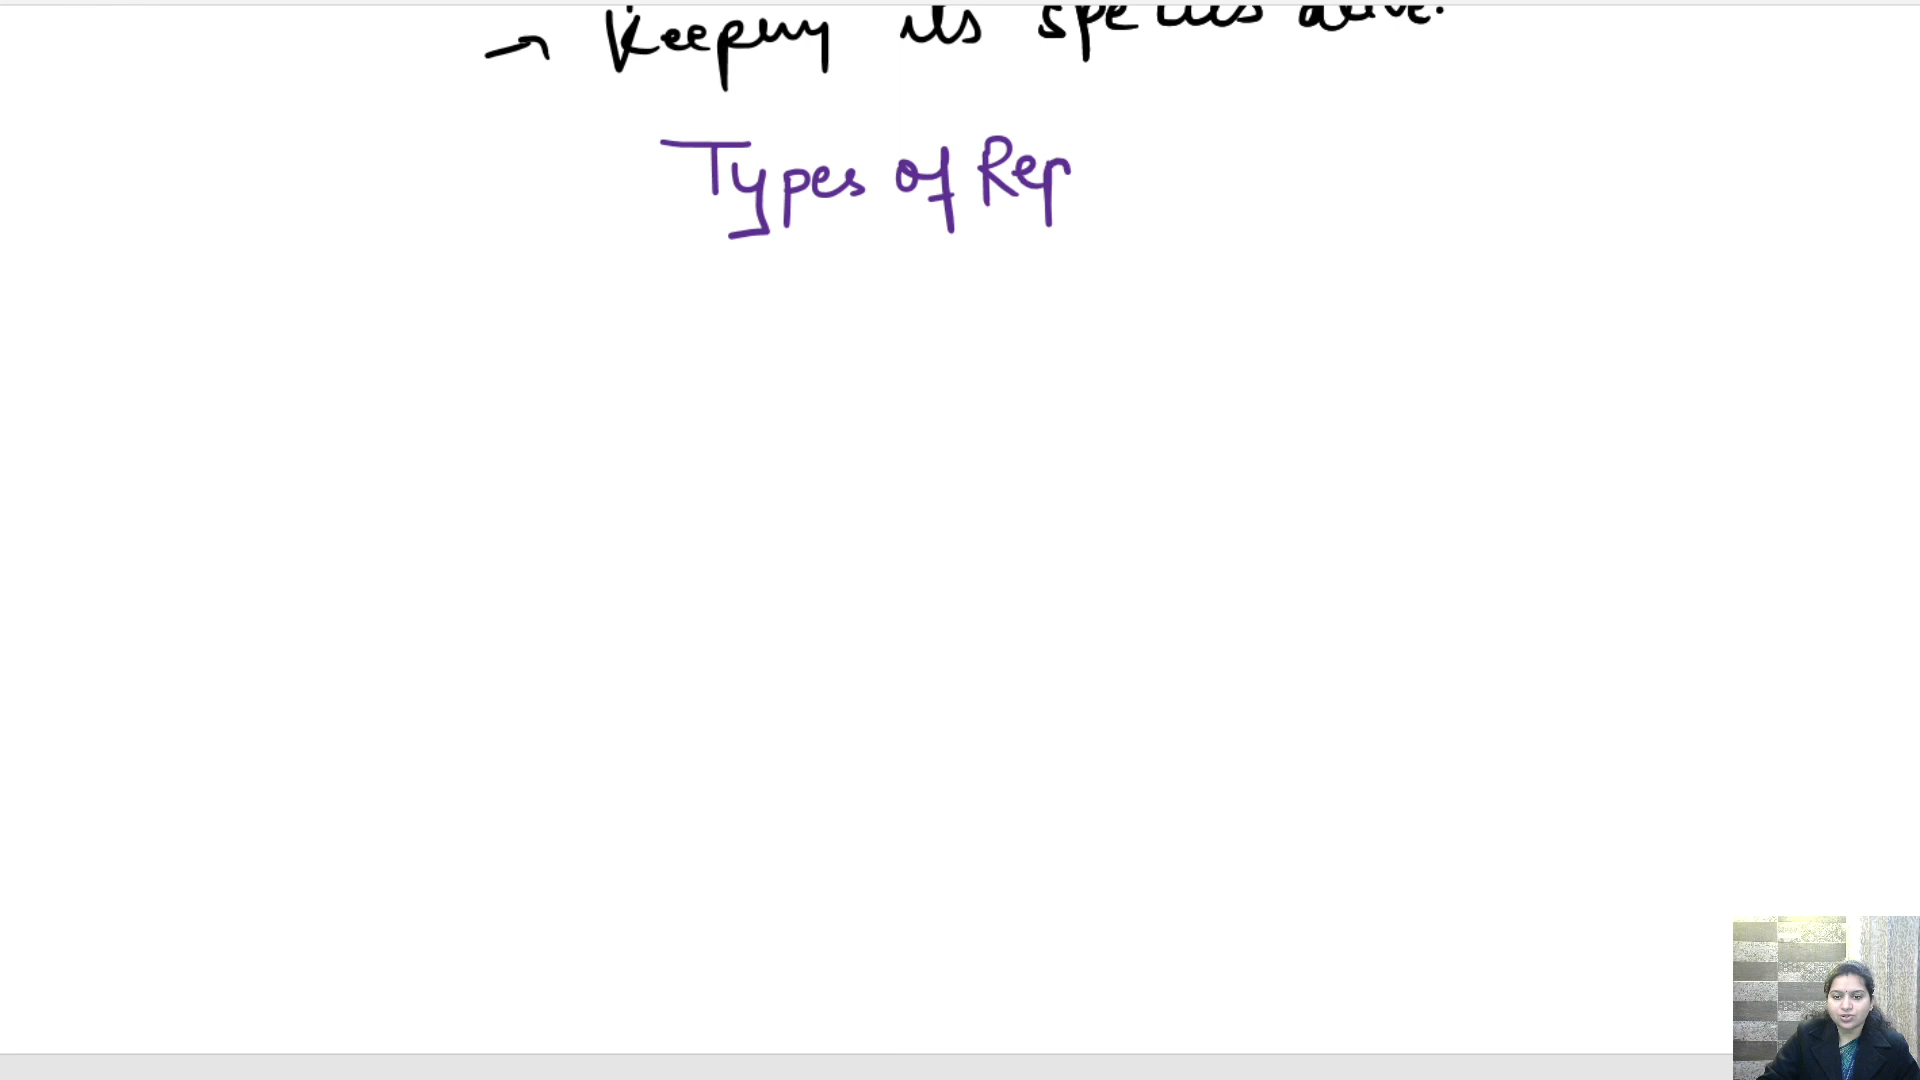 → Keeping its species alive.
Types of Rep